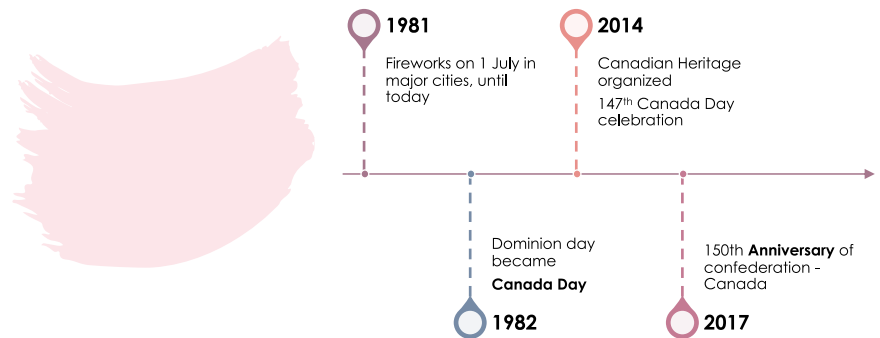 1981
Fireworks on 1 July in
major cities, until
today
2014
Canadian Heritage
organized
147th Canada Day
celebration
Dominion day
became
Canada Day
1982
150th Anniversary of
confederation -
Canada
2017